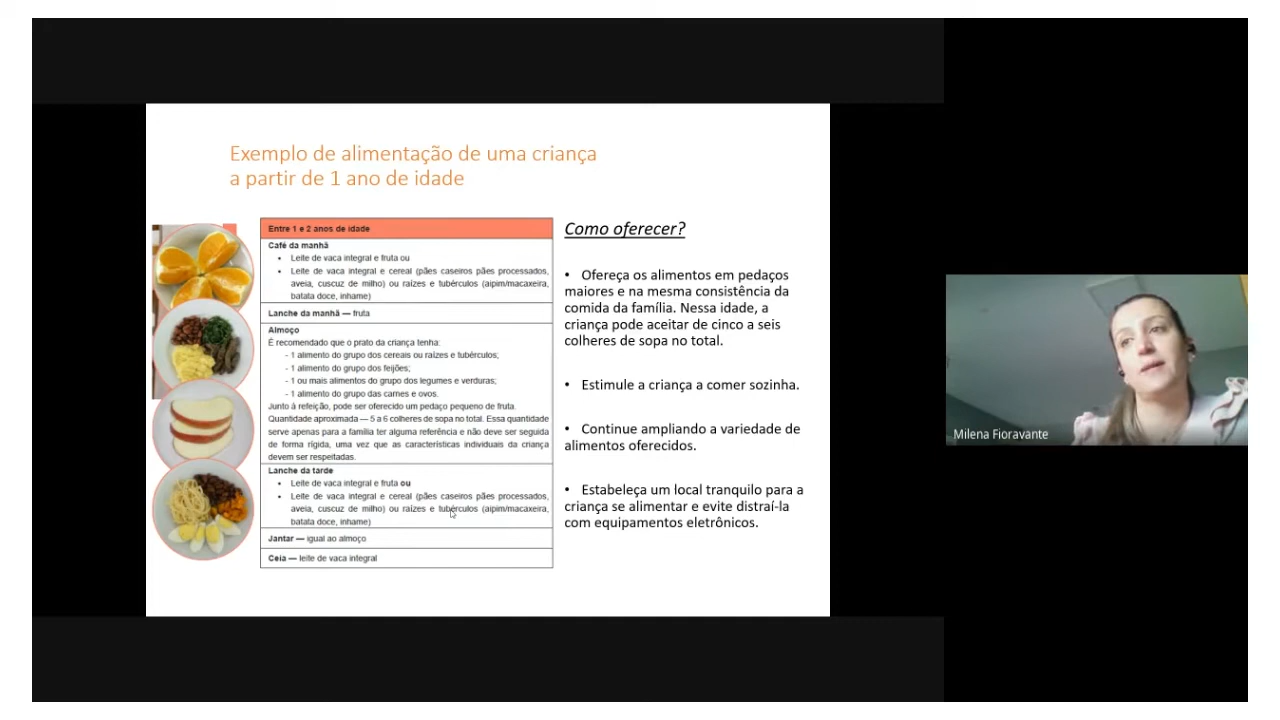 Exemplo de alimentação de uma criança
a partir de 1 ano de idade
Entre 1 e 2 anos de idade
Café da manhã
• Leite de vaca integral e fruta ou
• Leite de vaca integral e cereal (pães caseiros pães processados,
aveia, cuscuz de milho) ou raízes e tubérculos (aipim/macaxeira,
batata doce, inhame)
Lanche da manhã — fruta
Almoço
É recomendado que o prato da criança tenha:
- 1 alimento do grupo dos cereais ou raízes e tubérculos;
- 1 alimento do grupo dos feijões;
- 1 ou mais alimentos do grupo dos legumes e verduras;
- 1 alimento do grupo das carnes e ovos.
Junto à refeição, pode ser oferecido um pedaço pequeno de fruta.
Quantidade aproximada — 5 a 6 colheres de sopa no total. Essa quantidade
serve apenas para a família ter alguma referência e não deve ser seguida
de forma rígida, uma vez que as características individuais da criança
devem ser respeitadas.
Lanche da tarde
• Leite de vaca integral e fruta ou
• Leite de vaca integral e cereal (pães caseiros pães processados,
aveia, cuscuz de milho) ou raízes e tubérculos (aipim/macaxeira,
batata doce, inhame)
Jantar — igual ao almoço
Ceia — leite de vaca integral
Como oferecer?
• Ofereça os alimentos em pedaços
maiores e na mesma consistência da
comida da família. Nessa idade, a
criança pode aceitar de cinco a seis
colheres de sopa no total.
• Estimule a criança a comer sozinha.
• Continue ampliando a variedade de
alimentos oferecidos.
• Estabeleça um local tranquilo para a
criança se alimentar e evite distraí-la
com equipamentos eletrônicos.
Milena Fioravante